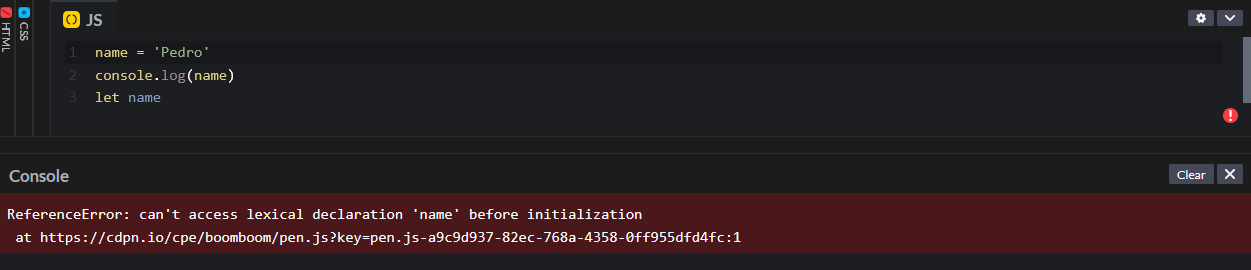 HTML
CSS
JS
1 name = 'Pedro'
2 console.log(name)
3 let name
Console
Clear
ReferenceError: can't access lexical declaration 'name' before initialization
at https://cdpn.io/cpe/boomboom/pen.js?key=pen.js-a9c9d937-82ec-768a-4358-0ff955dfd4fc:1